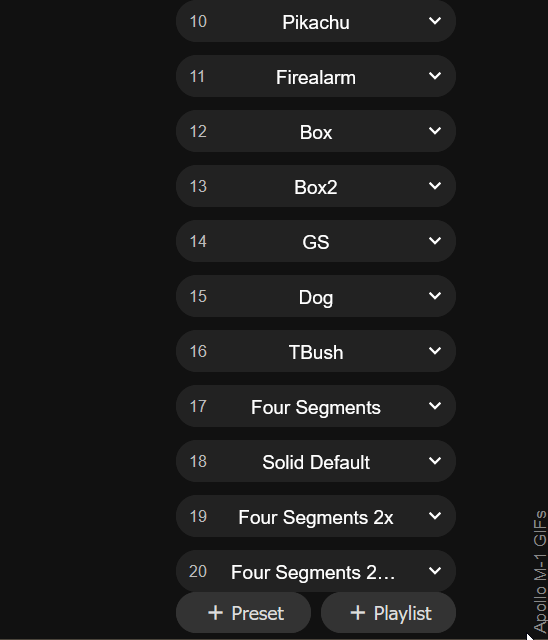 10 Pikachu
11 Firealarm
12 Box
13 Box2
14 GS
15 Dog
16 TBush
17 Four Segments
18 Solid Default
19 Four Segments 2x
20 Four Segments 2...
+ Preset + Playlist
Apollo M-1 GIFs